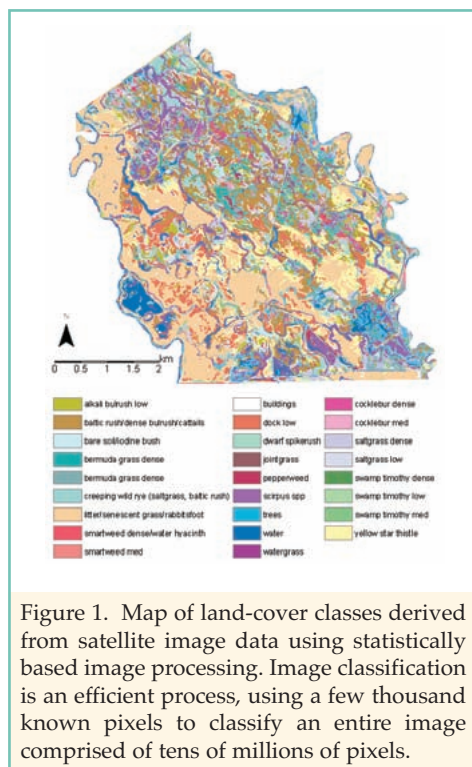 N
km
0 0.5 1 1.5 2
alkali bulrush low
baltic rush/dense bulrush/cattails
bare soil/iodine bush
bermuda grass dense
bermuda grass dense
creeping wild rye (saltgrass, baltic rush)
litter/senescent grass/rabbitsfoot
smartweed dense/water hyacinth
smartweed med
buildings
dock low
dwarf spikerush
jointgrass
pepperweed
scirpus spp
trees
water
watergrass
cocklebur dense
cocklebur med
saltgrass dense
saltgrass low
swamp timothy dense
swamp timothy low
swamp timothy med
yellow star thistle
Figure 1. Map of land-cover classes derived
from satellite image data using statistically
based image processing. Image classification
is an efficient process, using a few thousand
known pixels to classify an entire image
comprised of tens of millions of pixels.